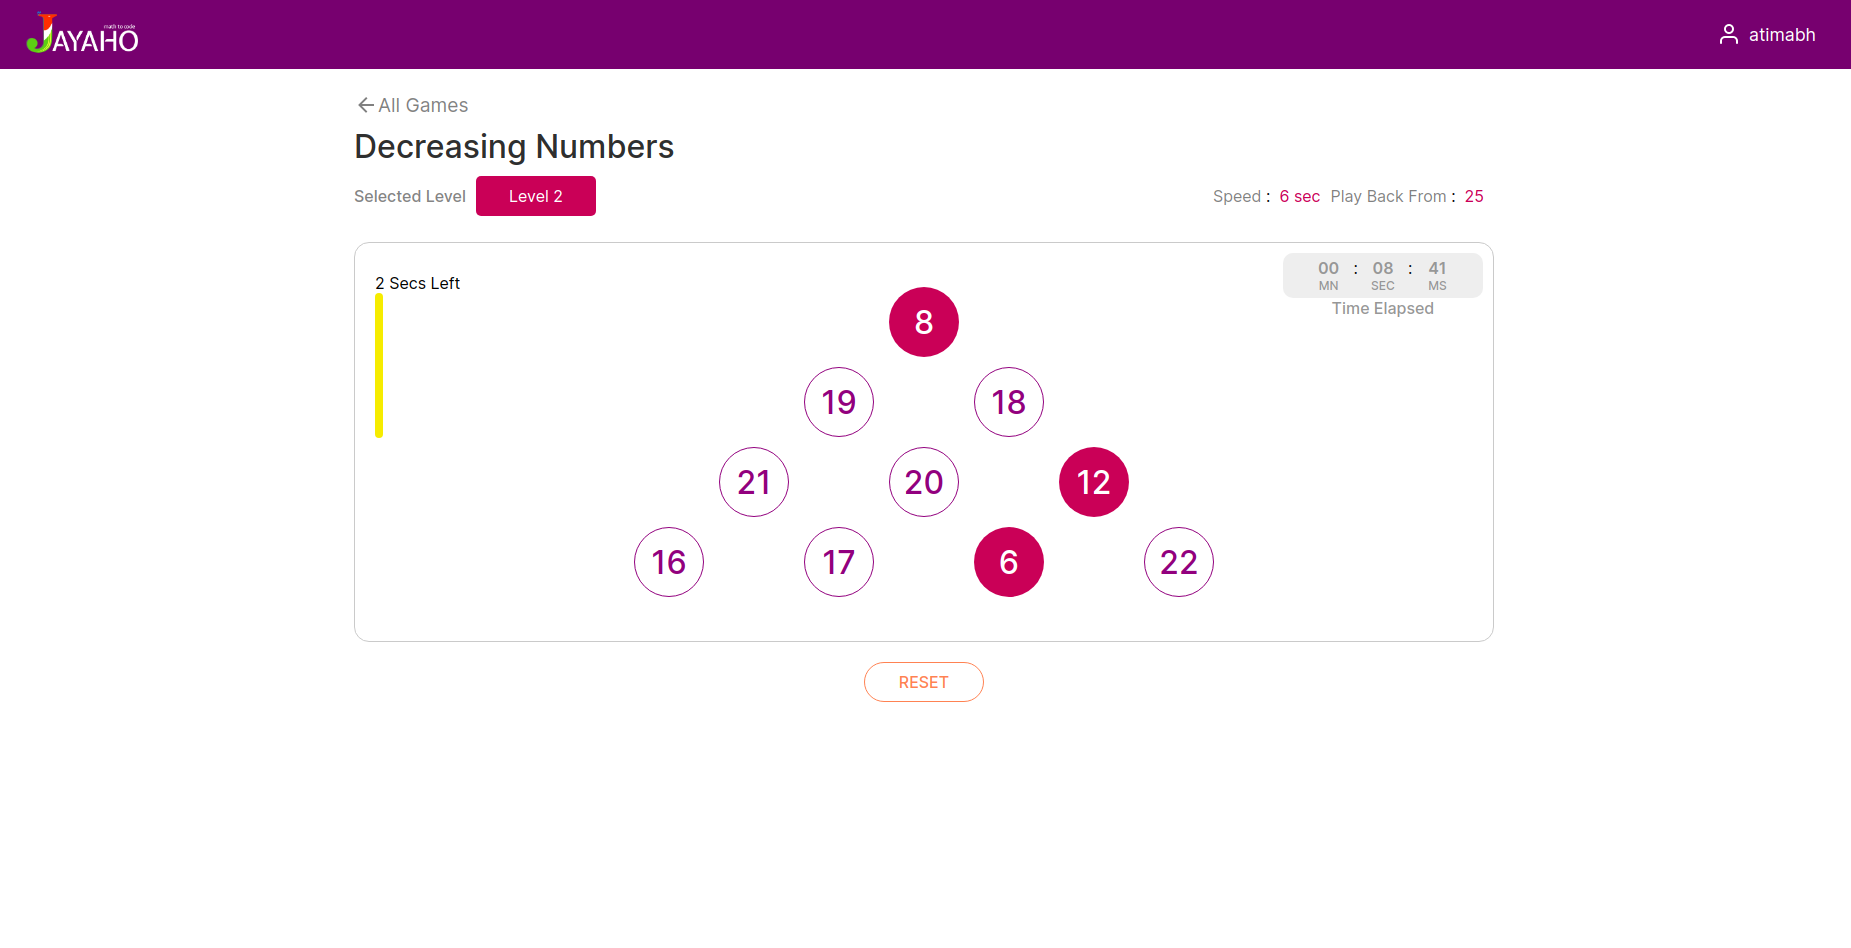 math to code
JAYAHO
atimabh
All Games
Decreasing Numbers
Selected Level Level 2 Speed : 6 sec Play Back From : 25
2 Secs Left
00 : 08 : 41
MN SEC MS
Time Elapsed
8
19 18
21 20 12
16 17 6 22
RESET